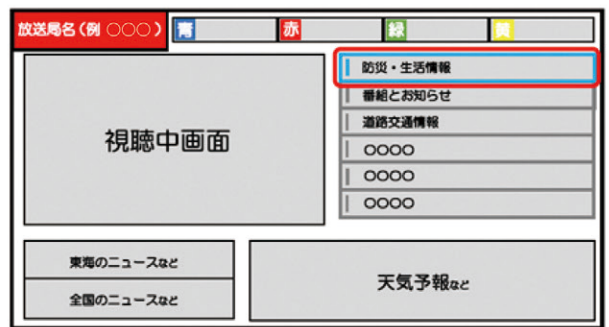 放送局名(例 ○○○)
青
赤
緑
黄
視聴中画面
防災・生活情報
番組とお知らせ
道路交通情報
○○○○
○○○○
○○○○
東海のニュースなど
全国のニュースなど
天気予報など